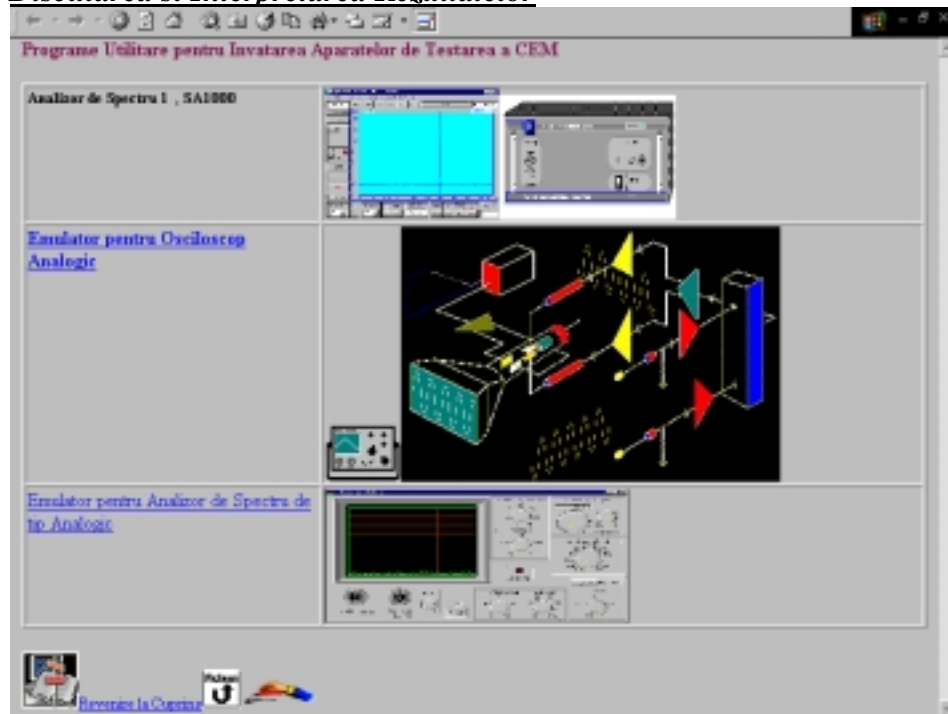 Programe Utilitare pentru Invatarea Aparatelor de Testarea a CEM
Analizor de Spectru 1 , SA1000
Emulator pentru Osciloscop
Analogic
Emulator pentru Analizor de Spectru de
tip Analogic
Revenire la Cuprins